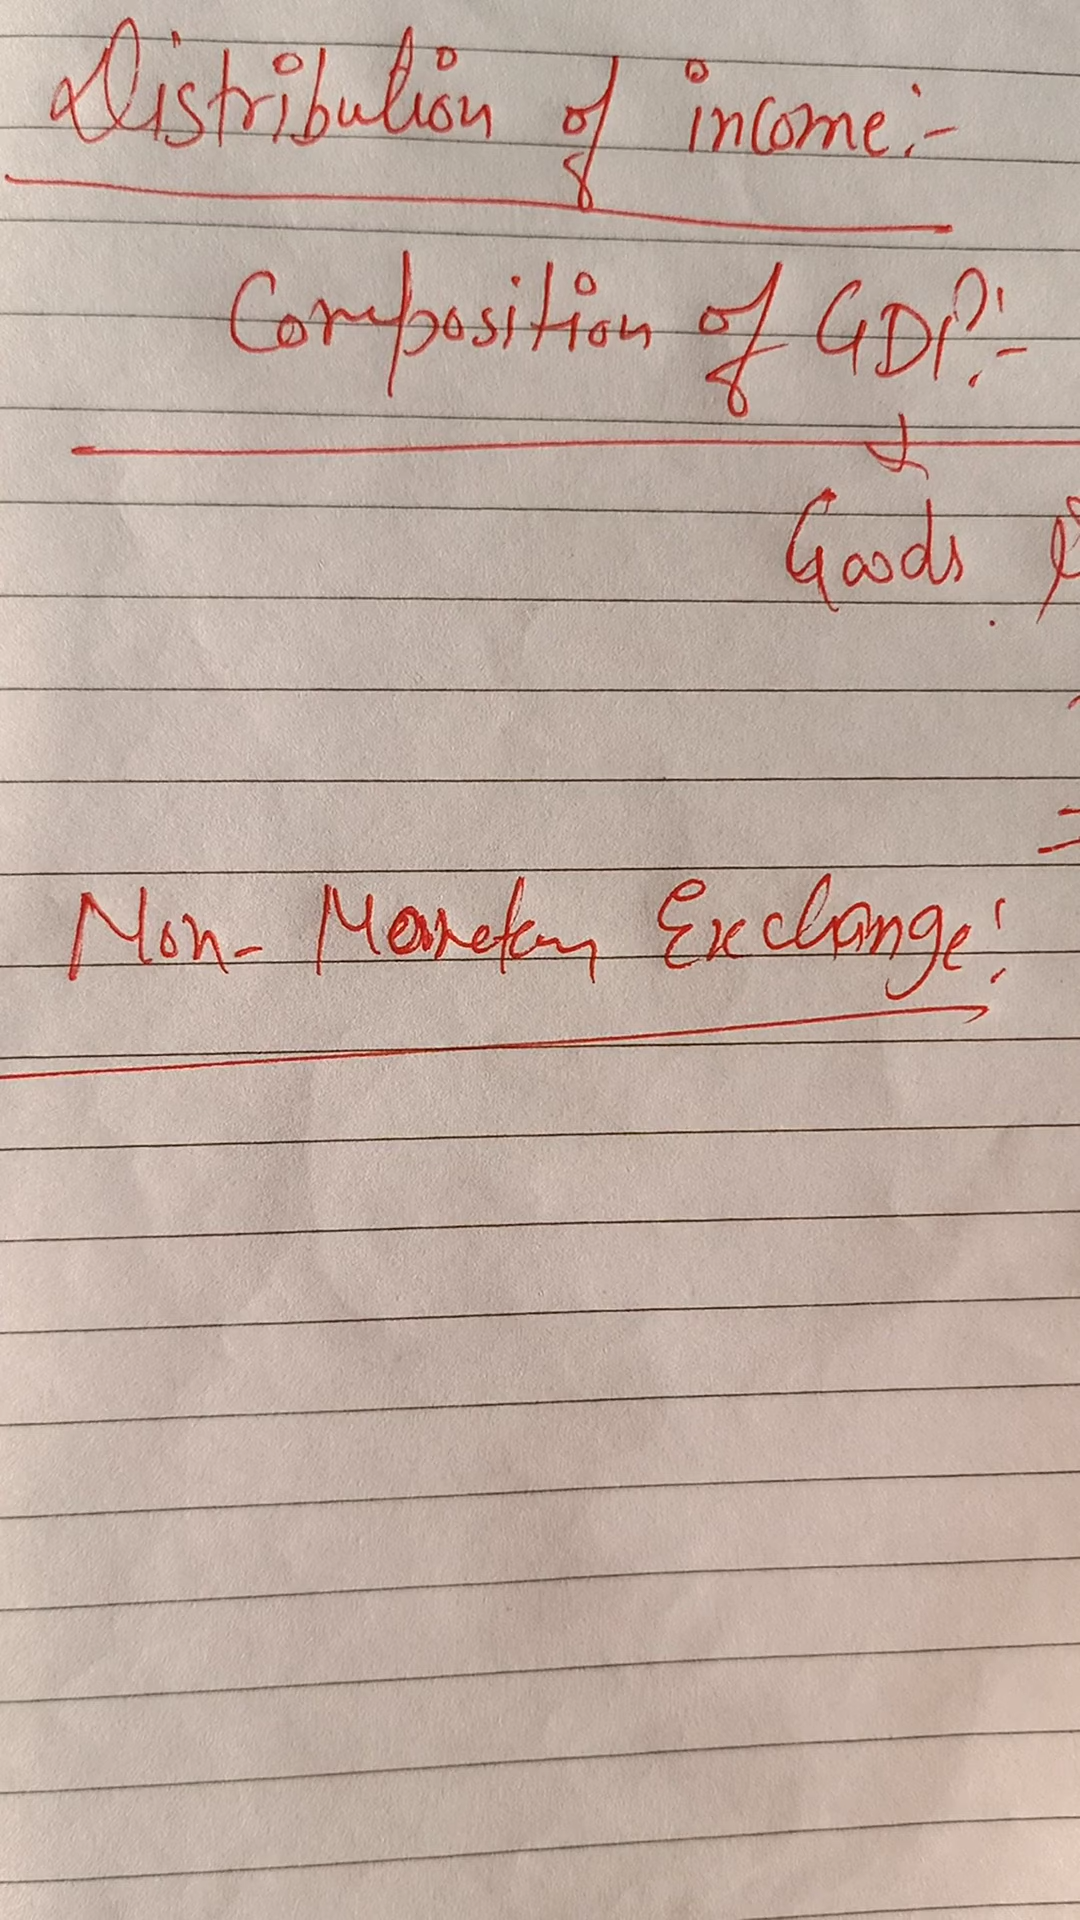 Distribution of income:-
Composition of GDP:-
Goods
Non- Monetary Exchange: